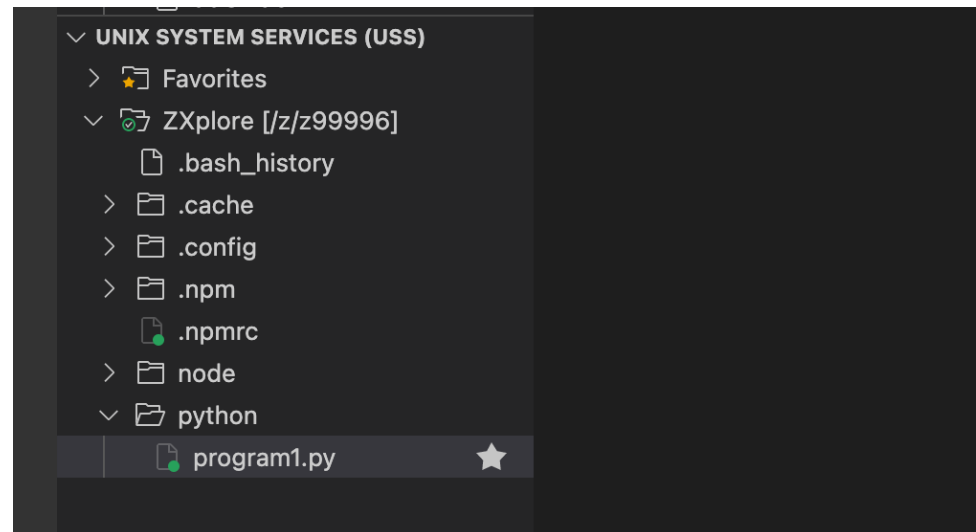 UNIX SYSTEM SERVICES (USS)
Favorites
ZXplore [/z/z99996]
.bash_history
.cache
.config
.npm
.npmrc
node
python
program1.py